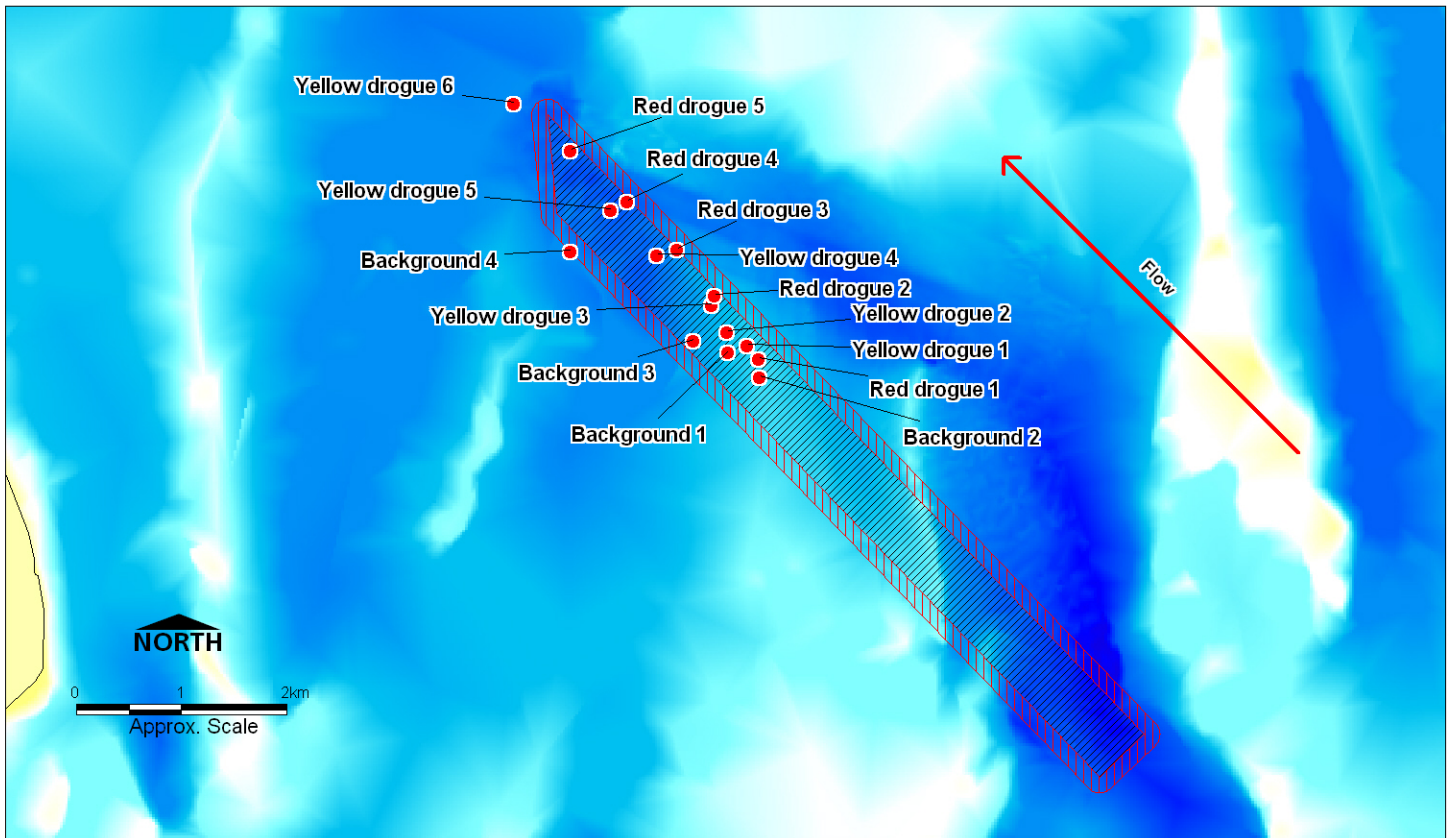 Yellow drogue 6
Red drogue 5
Red drogue 4
Yellow drogue 5
Red drogue 3
Background 4
Yellow drogue 4
Red drogue 2
Yellow drogue 3
Yellow drogue 2
Yellow drogue 1
Background 3
Red drogue 1
Background 1
Background 2
Flow
NORTH
0 1 2km
Approx. Scale